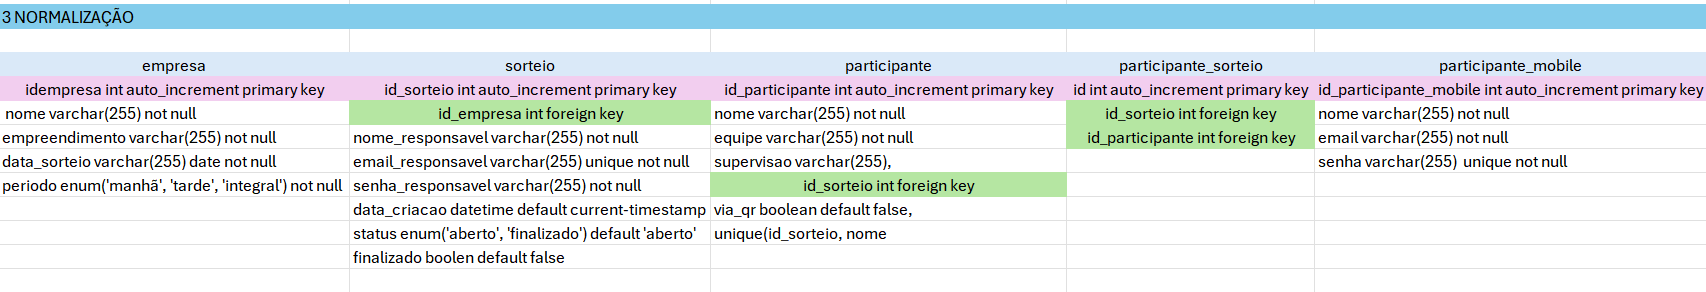 3 NORMALIZAÇÃO
empresa sorteio participante participante_sorteio participante_mobile
idempresa int auto_increment primary key id_sorteio int auto_increment primary key id_participante int auto_increment primary key id int auto_increment primary key id_participante_mobile int auto_increment primary key
nome varchar(255) not null id_empresa int foreign key nome varchar(255) not null id_sorteio int foreign key nome varchar(255) not null
empreendimento varchar(255) not null nome_responsavel varchar(255) not null equipe varchar(255) not null id_participante int foreign key email varchar(255) not null
data_sorteio varchar(255) date not null email_responsavel varchar(255) unique not null supervisao varchar(255), senha varchar(255) unique not null
periodo enum('manhã', 'tarde', 'integral') not null senha_responsavel varchar(255) not null id_sorteio int foreign key
data_criacao datetime default current-timestamp via_qr boolean default false,
status enum('aberto', 'finalizado') default 'aberto' unique(id_sorteio, nome
finalizado boolen default false